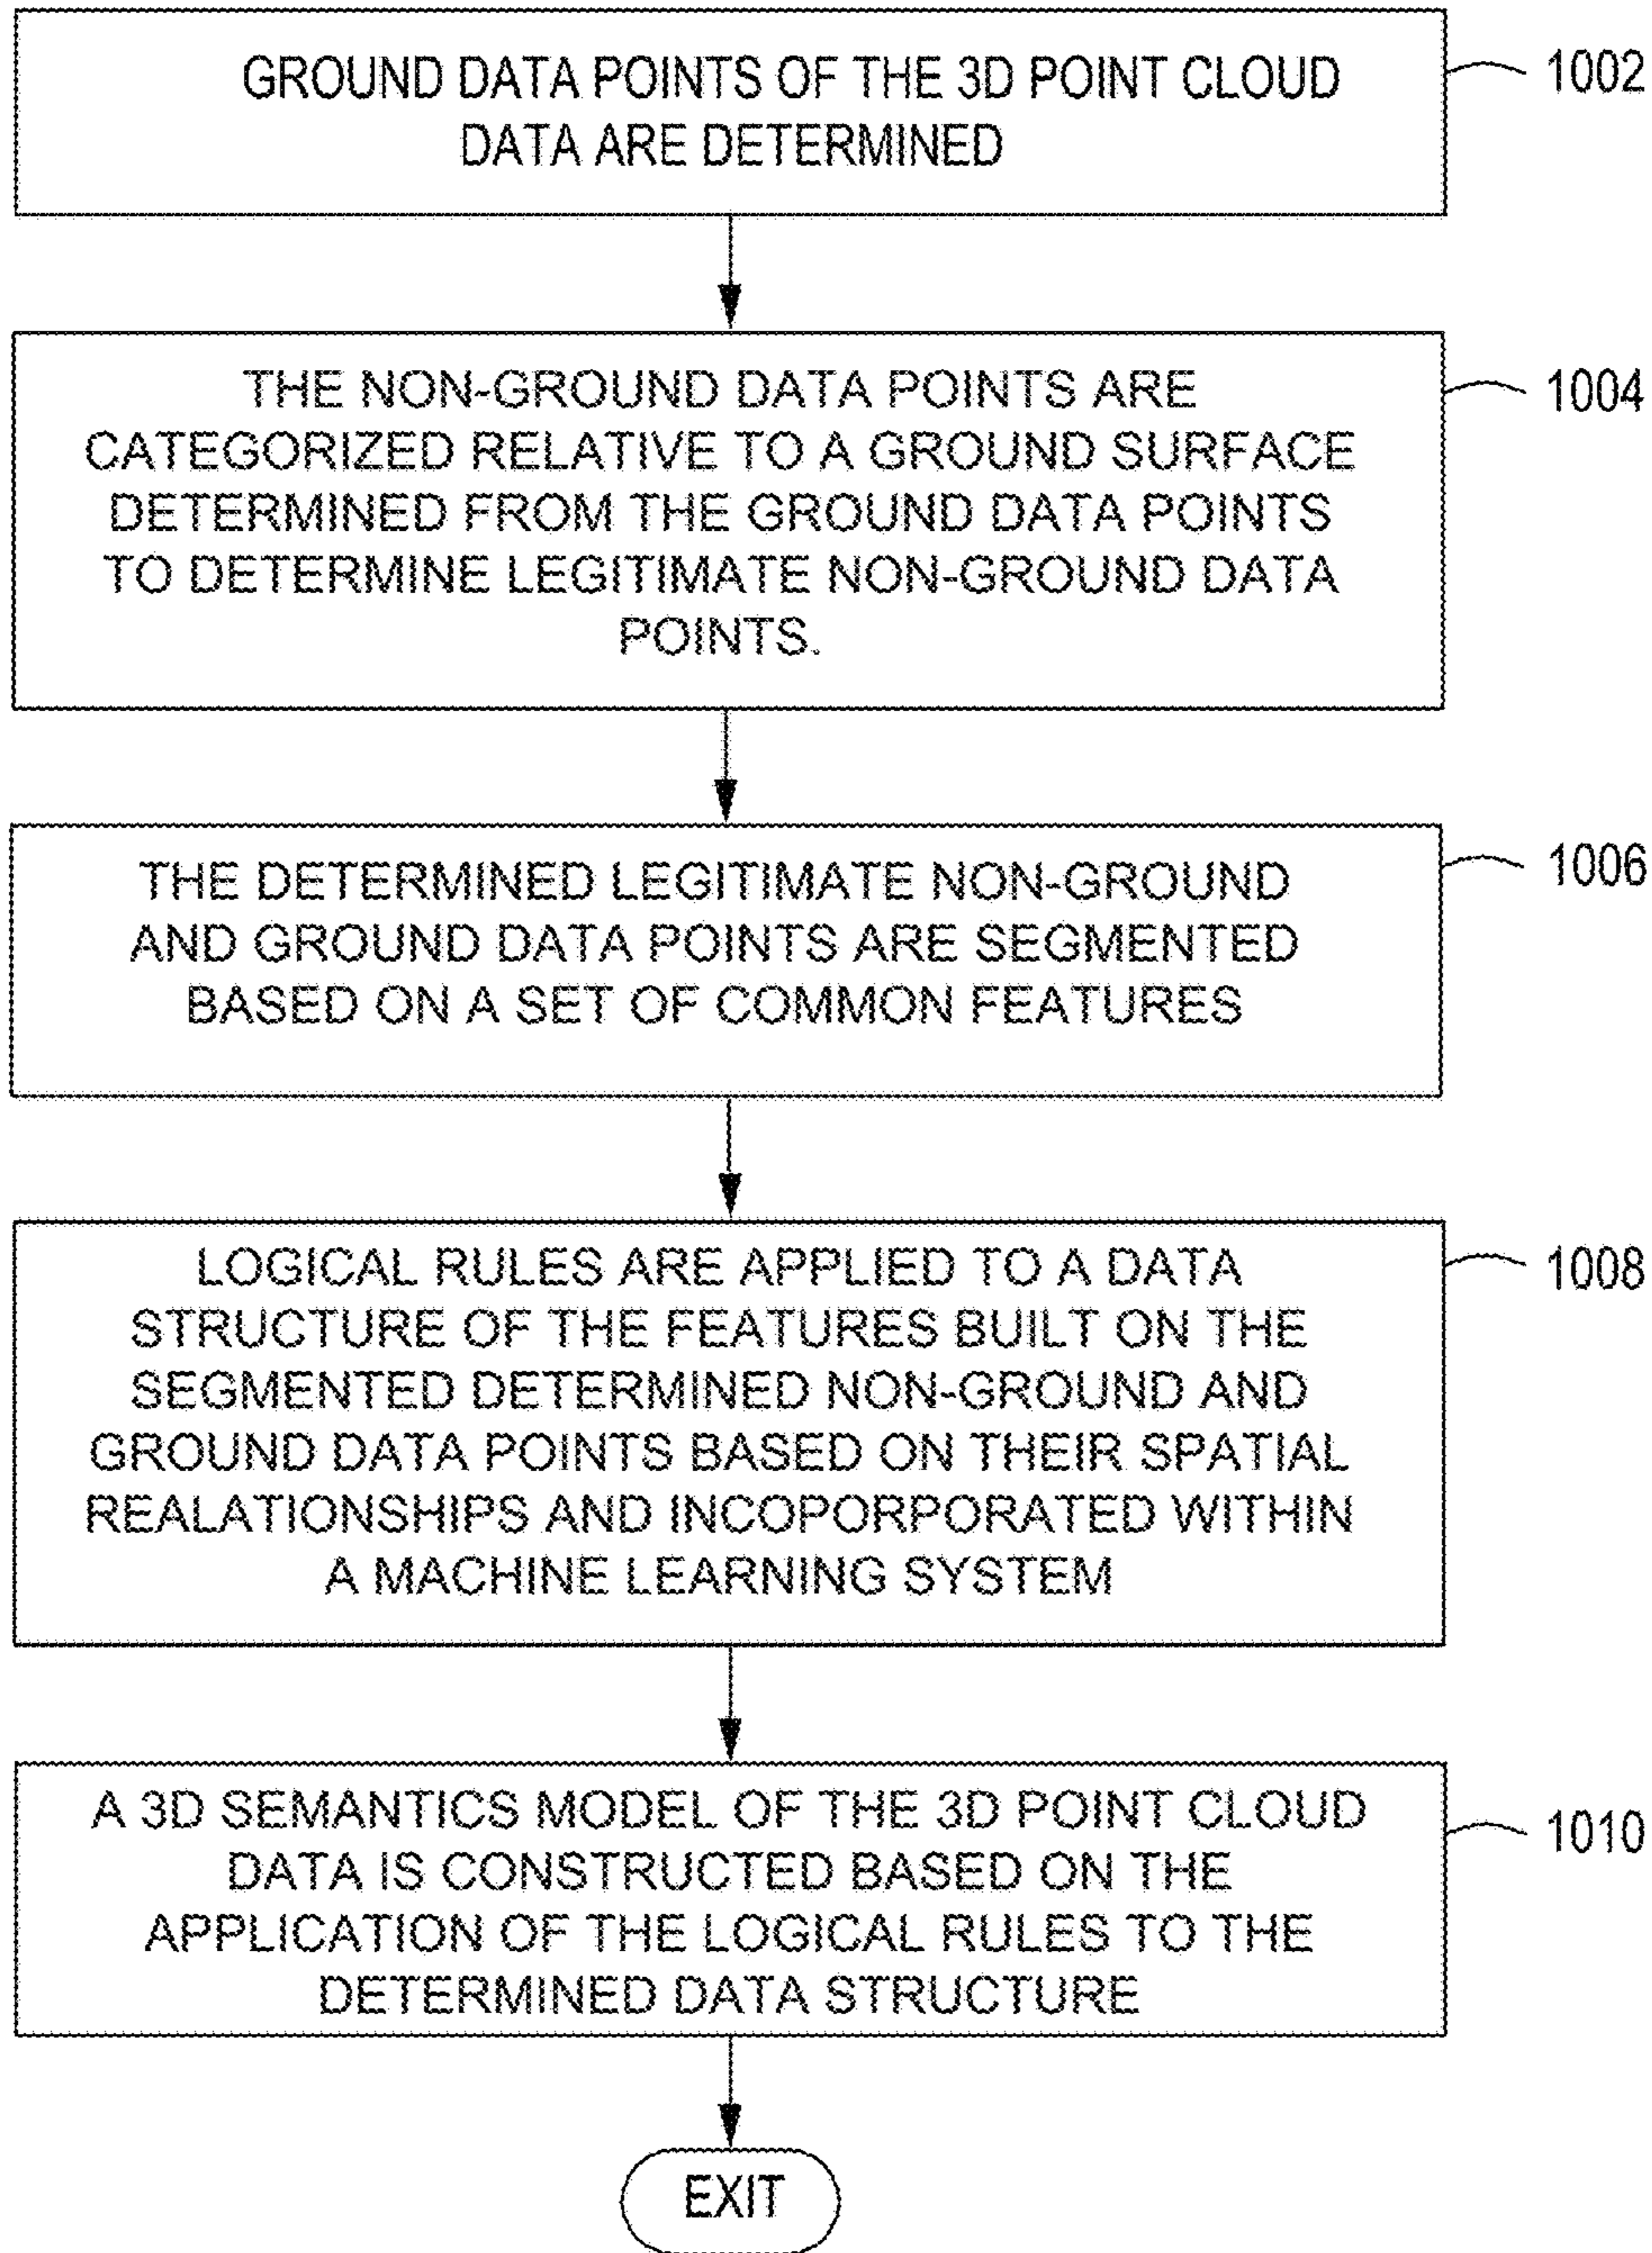 GROUND DATA POINTS OF THE 3D POINT CLOUD
DATA ARE DETERMINED
1002
THE NON-GROUND DATA POINTS ARE
CATEGORIZED RELATIVE TO A GROUND SURFACE
DETERMINED FROM THE GROUND DATA POINTS
TO DETERMINE LEGITIMATE NON-GROUND DATA
POINTS.
1004
THE DETERMINED LEGITIMATE NON-GROUND
AND GROUND DATA POINTS ARE SEGMENTED
BASED ON A SET OF COMMON FEATURES
1006
LOGICAL RULES ARE APPLIED TO A DATA
STRUCTURE OF THE FEATURES BUILT ON THE
SEGMENTED DETERMINED NON-GROUND AND
GROUND DATA POINTS BASED ON THEIR SPATIAL
REALATIONSHIPS AND INCOPORPORATED WITHIN
A MACHINE LEARNING SYSTEM
1008
A 3D SEMANTICS MODEL OF THE 3D POINT CLOUD
DATA IS CONSTRUCTED BASED ON THE
APPLICATION OF THE LOGICAL RULES TO THE
DETERMINED DATA STRUCTURE
1010
EXIT